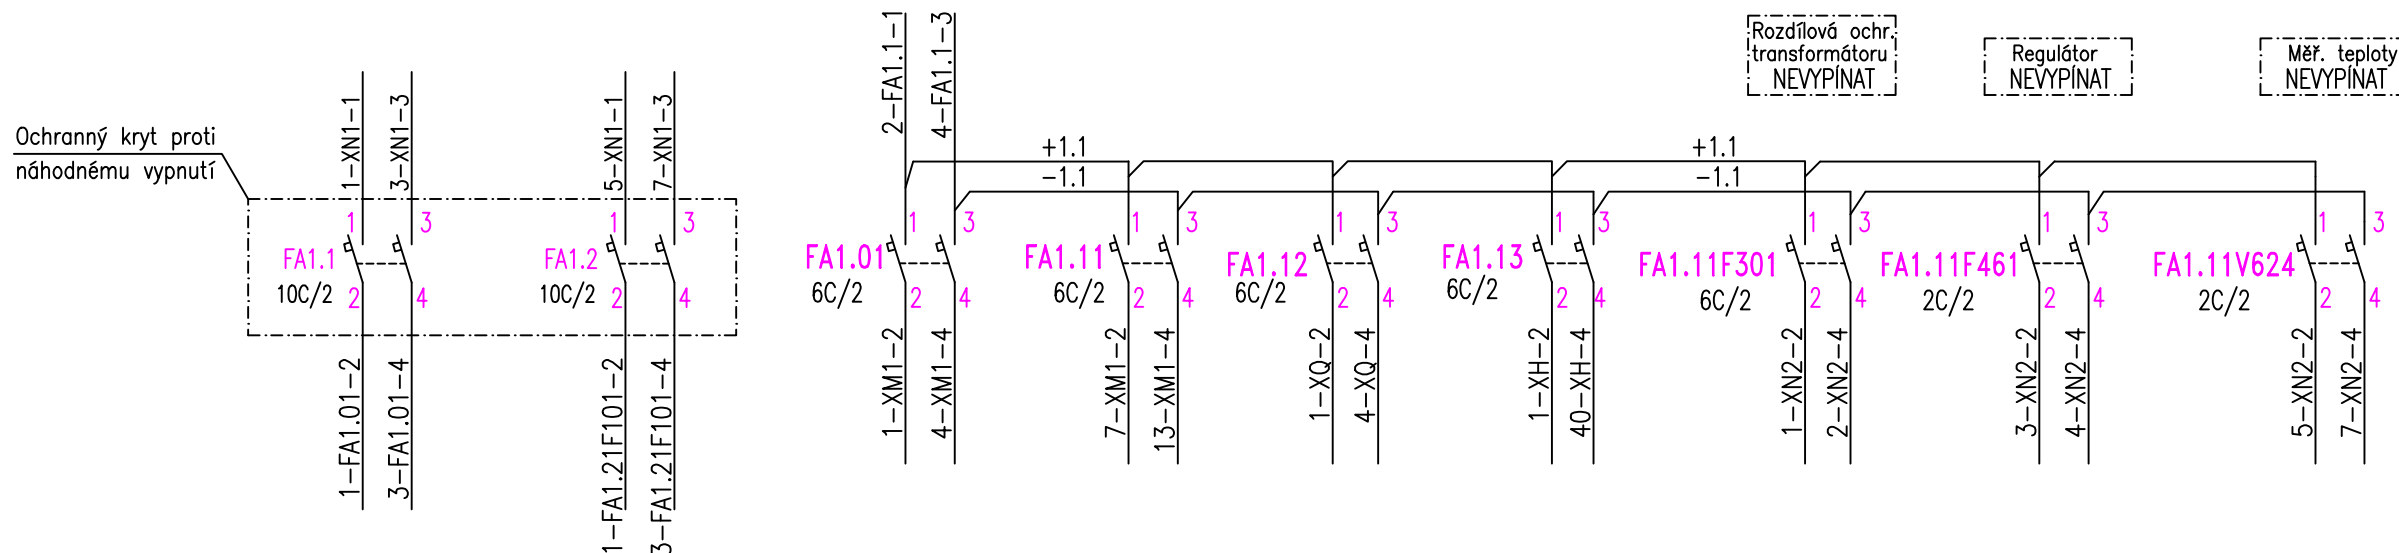 Ochranný kryt proti
náhodnému vypnutí
1-XN1-1
3-XN1-3
5-XN1-1
7-XN1-3
1
3
1
3
FA1.1
10C/2
FA1.2
10C/2
2
4
2
4
1-FA1.01-2
3-FA1.01-4
1-FA1.21F101-2
3-FA1.21F101-4
2-FA1.1-1
4-FA1.1-3
Rozdílová ochr.
transformátoru
NEVYPÍNAT
Regulátor
NEVYPÍNAT
Měř. teploty
NEVYPÍNAT
+1.1
-1.1
+1.1
-1.1
1
3
1
3
1
3
1
3
1
3
1
3
1
3
FA1.01
6C/2
FA1.11
6C/2
FA1.12
6C/2
FA1.13
6C/2
FA1.11F301
6C/2
FA1.11F461
2C/2
FA1.11V624
2C/2
2
4
2
4
2
4
2
4
2
4
2
4
2
4
1-XM1-2
4-XM1-4
7-XM1-2
13-XM1-4
1-XQ-2
4-XQ-4
1-XH-2
40-XH-4
1-XN2-2
2-XN2-4
3-XN2-2
4-XN2-4
5-XN2-2
7-XN2-4